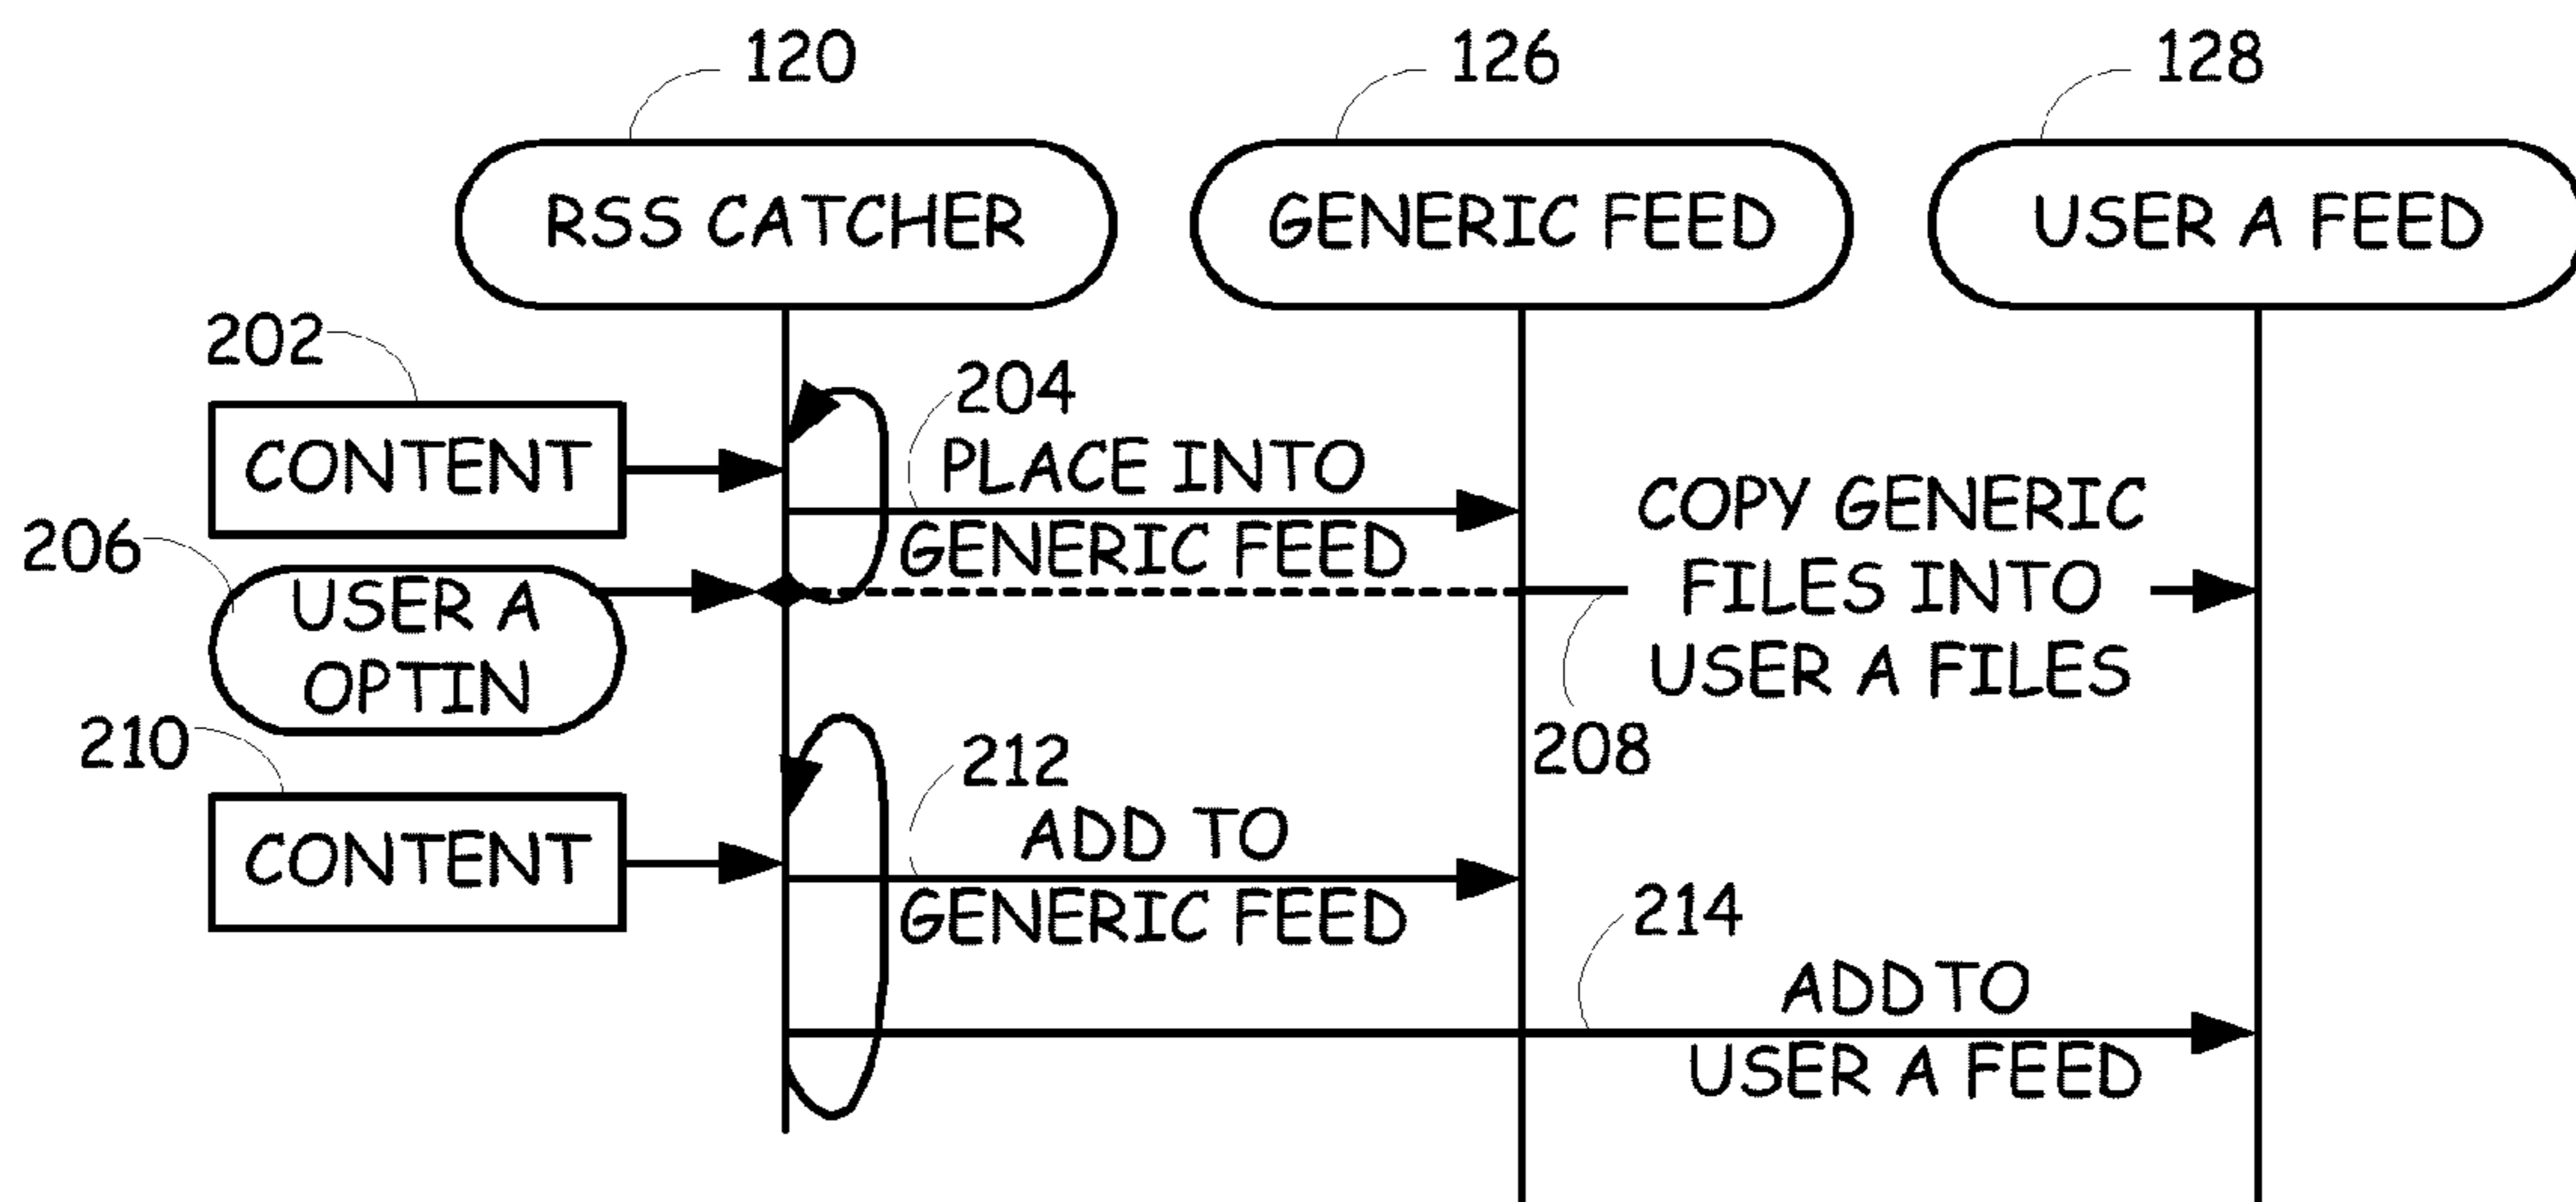 120
126
128
RSS CATCHER
GENERIC FEED
USER A FEED
202
CONTENT
204
PLACE INTO
GENERIC FEED
206
USER A
OPTIN
COPY GENERIC
FILES INTO
USER A FILES
208
210
CONTENT
212
ADD TO
GENERIC FEED
214
ADD TO
USER A FEED